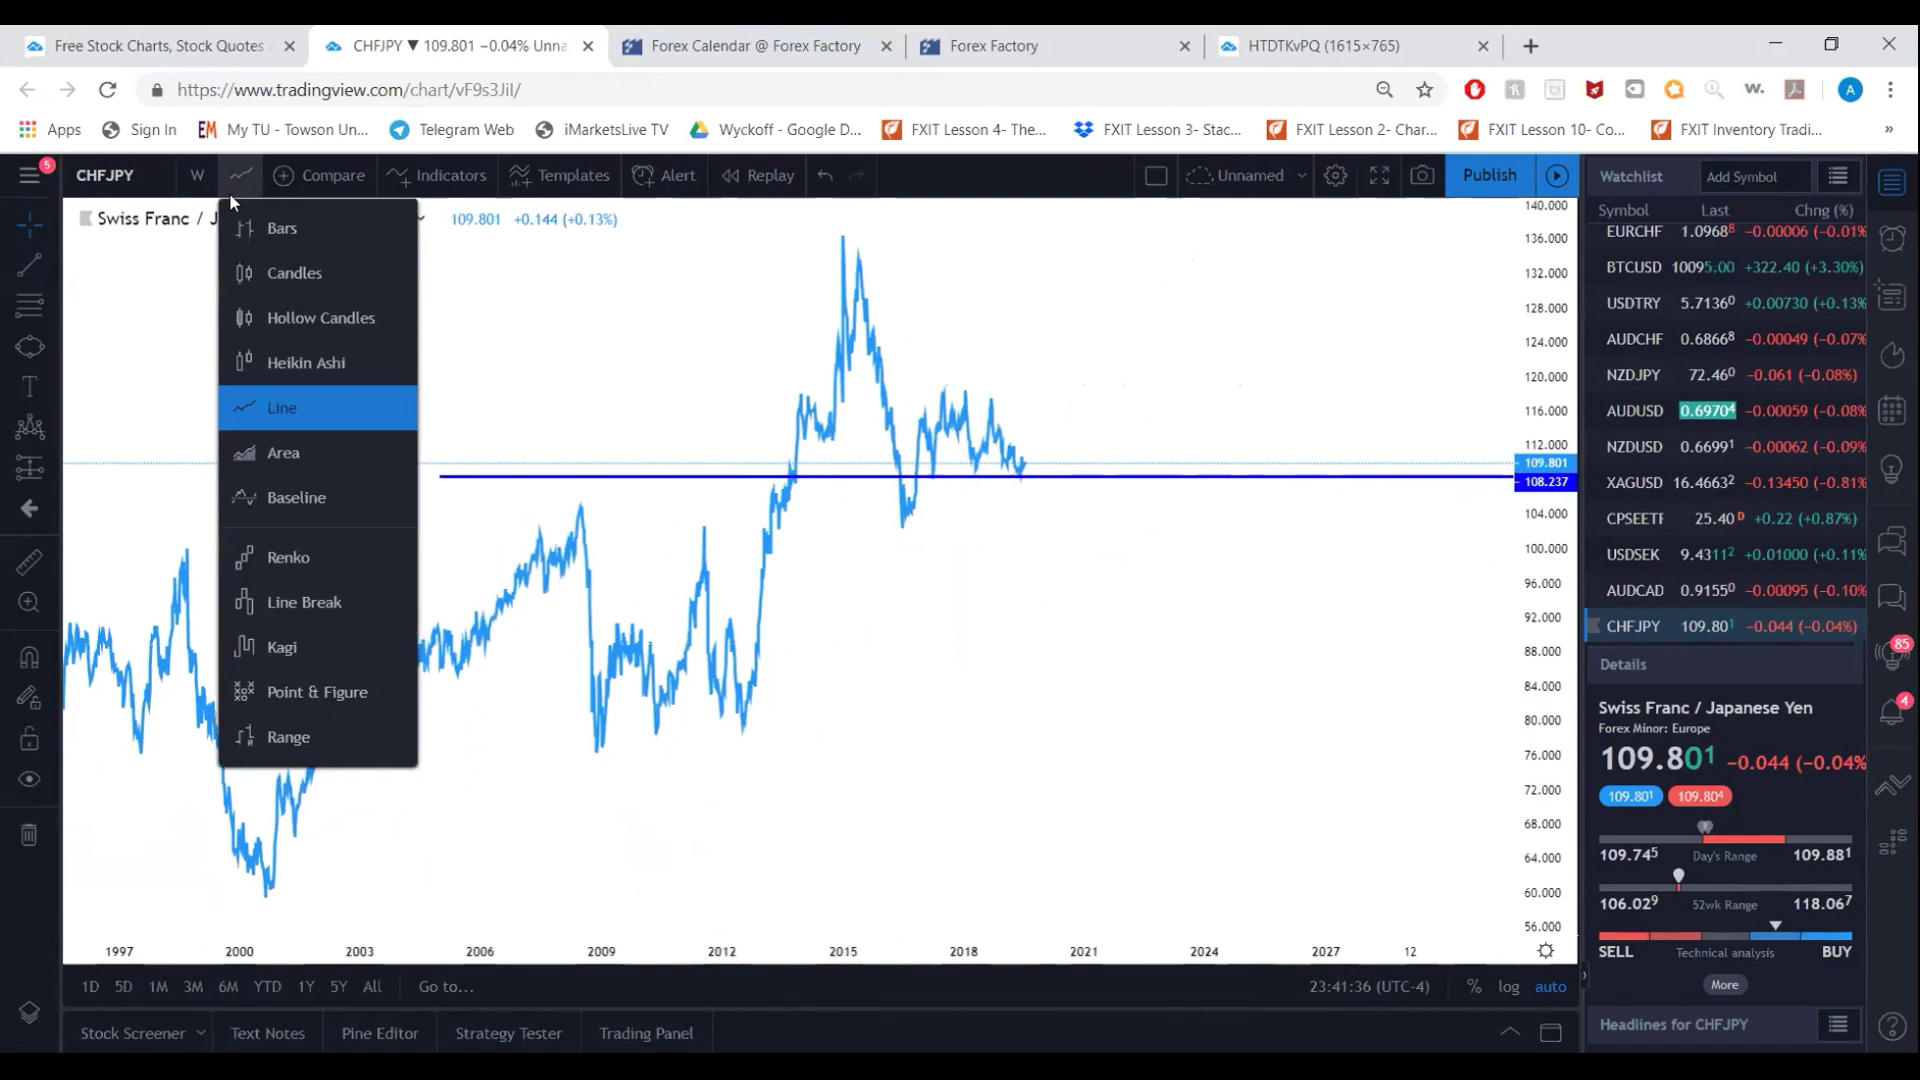 Free Stock Charts, Stock Quotes
CHFJPY ▼ 109.801 −0.04% Unna
Forex Calendar @ Forex Factory
Forex Factory
HTDTKvPQ (1615×765)
https://www.tradingview.com/chart/vF9s3JiI/
Apps
Sign In
EM My TU - Towson Un...
Telegram Web
iMarketsLive TV
Wyckoff - Google D...
FXIT Lesson 4- The...
FXIT Lesson 3- Stac...
FXIT Lesson 2- Char...
FXIT Lesson 10- Co...
FXIT Inventory Tradi...
»
5
CHFJPY
W
Compare
Indicators
Templates
Alert
Replay
Unnamed
Publish
Watchlist
Add Symbol
Swiss Franc / J
109.801 +0.144 (+0.13%)
Bars
Candles
Hollow Candles
Heikin Ashi
Line
Area
Baseline
Renko
Line Break
Kagi
Point & Figure
Range
140.000
136.000
132.000
128.000
124.000
120.000
116.000
112.000
109.801
108.237
104.000
100.000
96.000
92.000
88.000
84.000
80.000
76.000
72.000
68.000
64.000
60.000
56.000
1997 2000 2003 2006 2009 2012 2015 2018 2021 2024 2027 12
Symbol Last Chng (%)
EURCHF 1.0968⁸ −0.00006 (−0.01%
BTCUSD 10095.00 +322.40 (+3.30%)
USDTRY 5.7136⁰ +0.00730 (+0.13%
AUDCHF 0.6866⁸ −0.00049 (−0.07%
NZDJPY 72.46⁰ −0.061 (−0.08%)
AUDUSD 0.6970⁴ −0.00059 (−0.08%
NZDUSD 0.6699¹ −0.00062 (−0.09%
XAGUSD 16.4663² −0.13450 (−0.81%
CPSEETF 25.40 D +0.22 (+0.87%)
USDSEK 9.4311² +0.01000 (+0.11%
AUDCAD 0.9155⁰ −0.00095 (−0.10%
CHFJPY 109.80¹ −0.044 (−0.04%)
Details
Swiss Franc / Japanese Yen
Forex Minor: Europe
109.80¹ −0.044 (−0.04%
109.80¹ 109.80⁴
109.74⁵ Day's Range 109.88¹
106.02⁹ 52wk Range 118.06⁷
SELL Technical analysis BUY
More
Headlines for CHFJPY
85
4
1D 5D 1M 3M 6M YTD 1Y 5Y All Go to...
23:41:36 (UTC-4) % log auto
Stock Screener
Text Notes
Pine Editor
Strategy Tester
Trading Panel